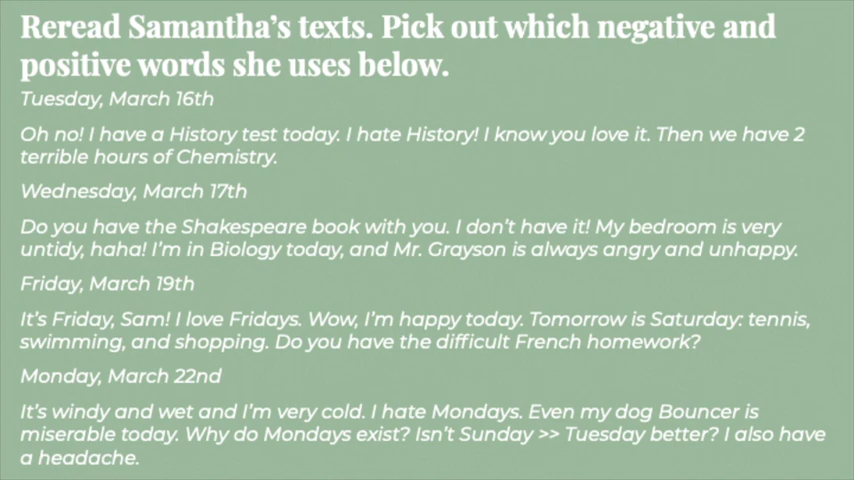 Reread Samantha's texts. Pick out which negative and
positive words she uses below.
Tuesday, March 16th
Oh no! I have a History test today. I hate History! I know you love it. Then we have 2
terrible hours of Chemistry.
Wednesday, March 17th
Do you have the Shakespeare book with you. I don't have it! My bedroom is very
untidy, haha! I'm in Biology today, and Mr. Grayson is always angry and unhappy.
Friday, March 19th
It's Friday, Sam! I love Fridays. Wow, I'm happy today. Tomorrow is Saturday: tennis,
swimming, and shopping. Do you have the difficult French homework?
Monday, March 22nd
It's windy and wet and I'm very cold. I hate Mondays. Even my dog Bouncer is
miserable today. Why do Mondays exist? Isn't Sunday >> Tuesday better? I also have
a headache.